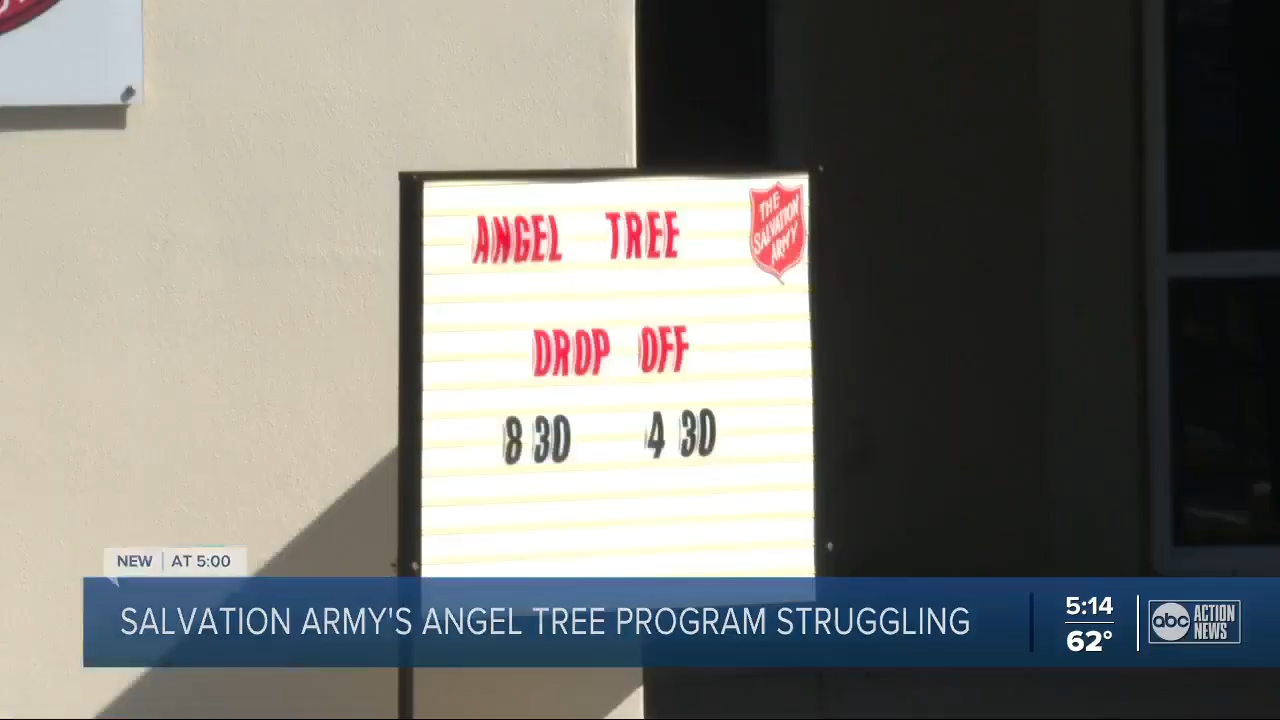 ANGEL TREE
THE
SALVATION
ARMY
DROP OFF
8 30 4 30
NEW AT 5:00
SALVATION ARMY'S ANGEL TREE PROGRAM STRUGGLING
5:14
62°
abc ACTION NEWS